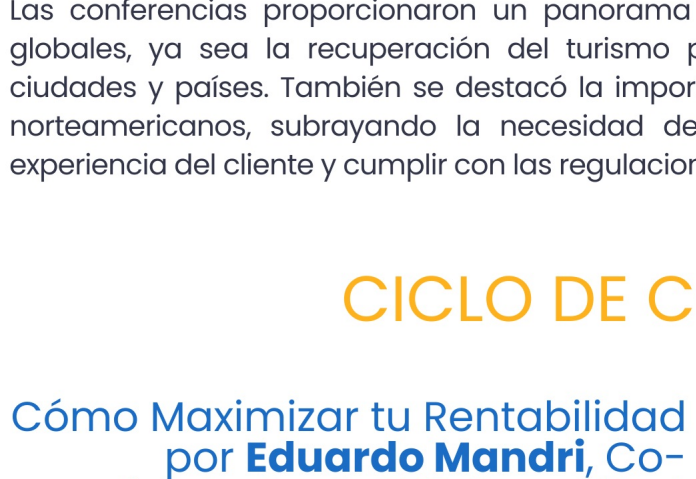 Las conferencias proporcionaron un panorama
globales, ya sea la recuperación del turismo
ciudades y países. También se destacó la impor
norteamericanos, subrayando la necesidad de
experiencia del cliente y cumplir con las regulacion
CICLO DE C
Cómo Maximizar tu Rentabilidad
por Eduardo Mandri, Co-